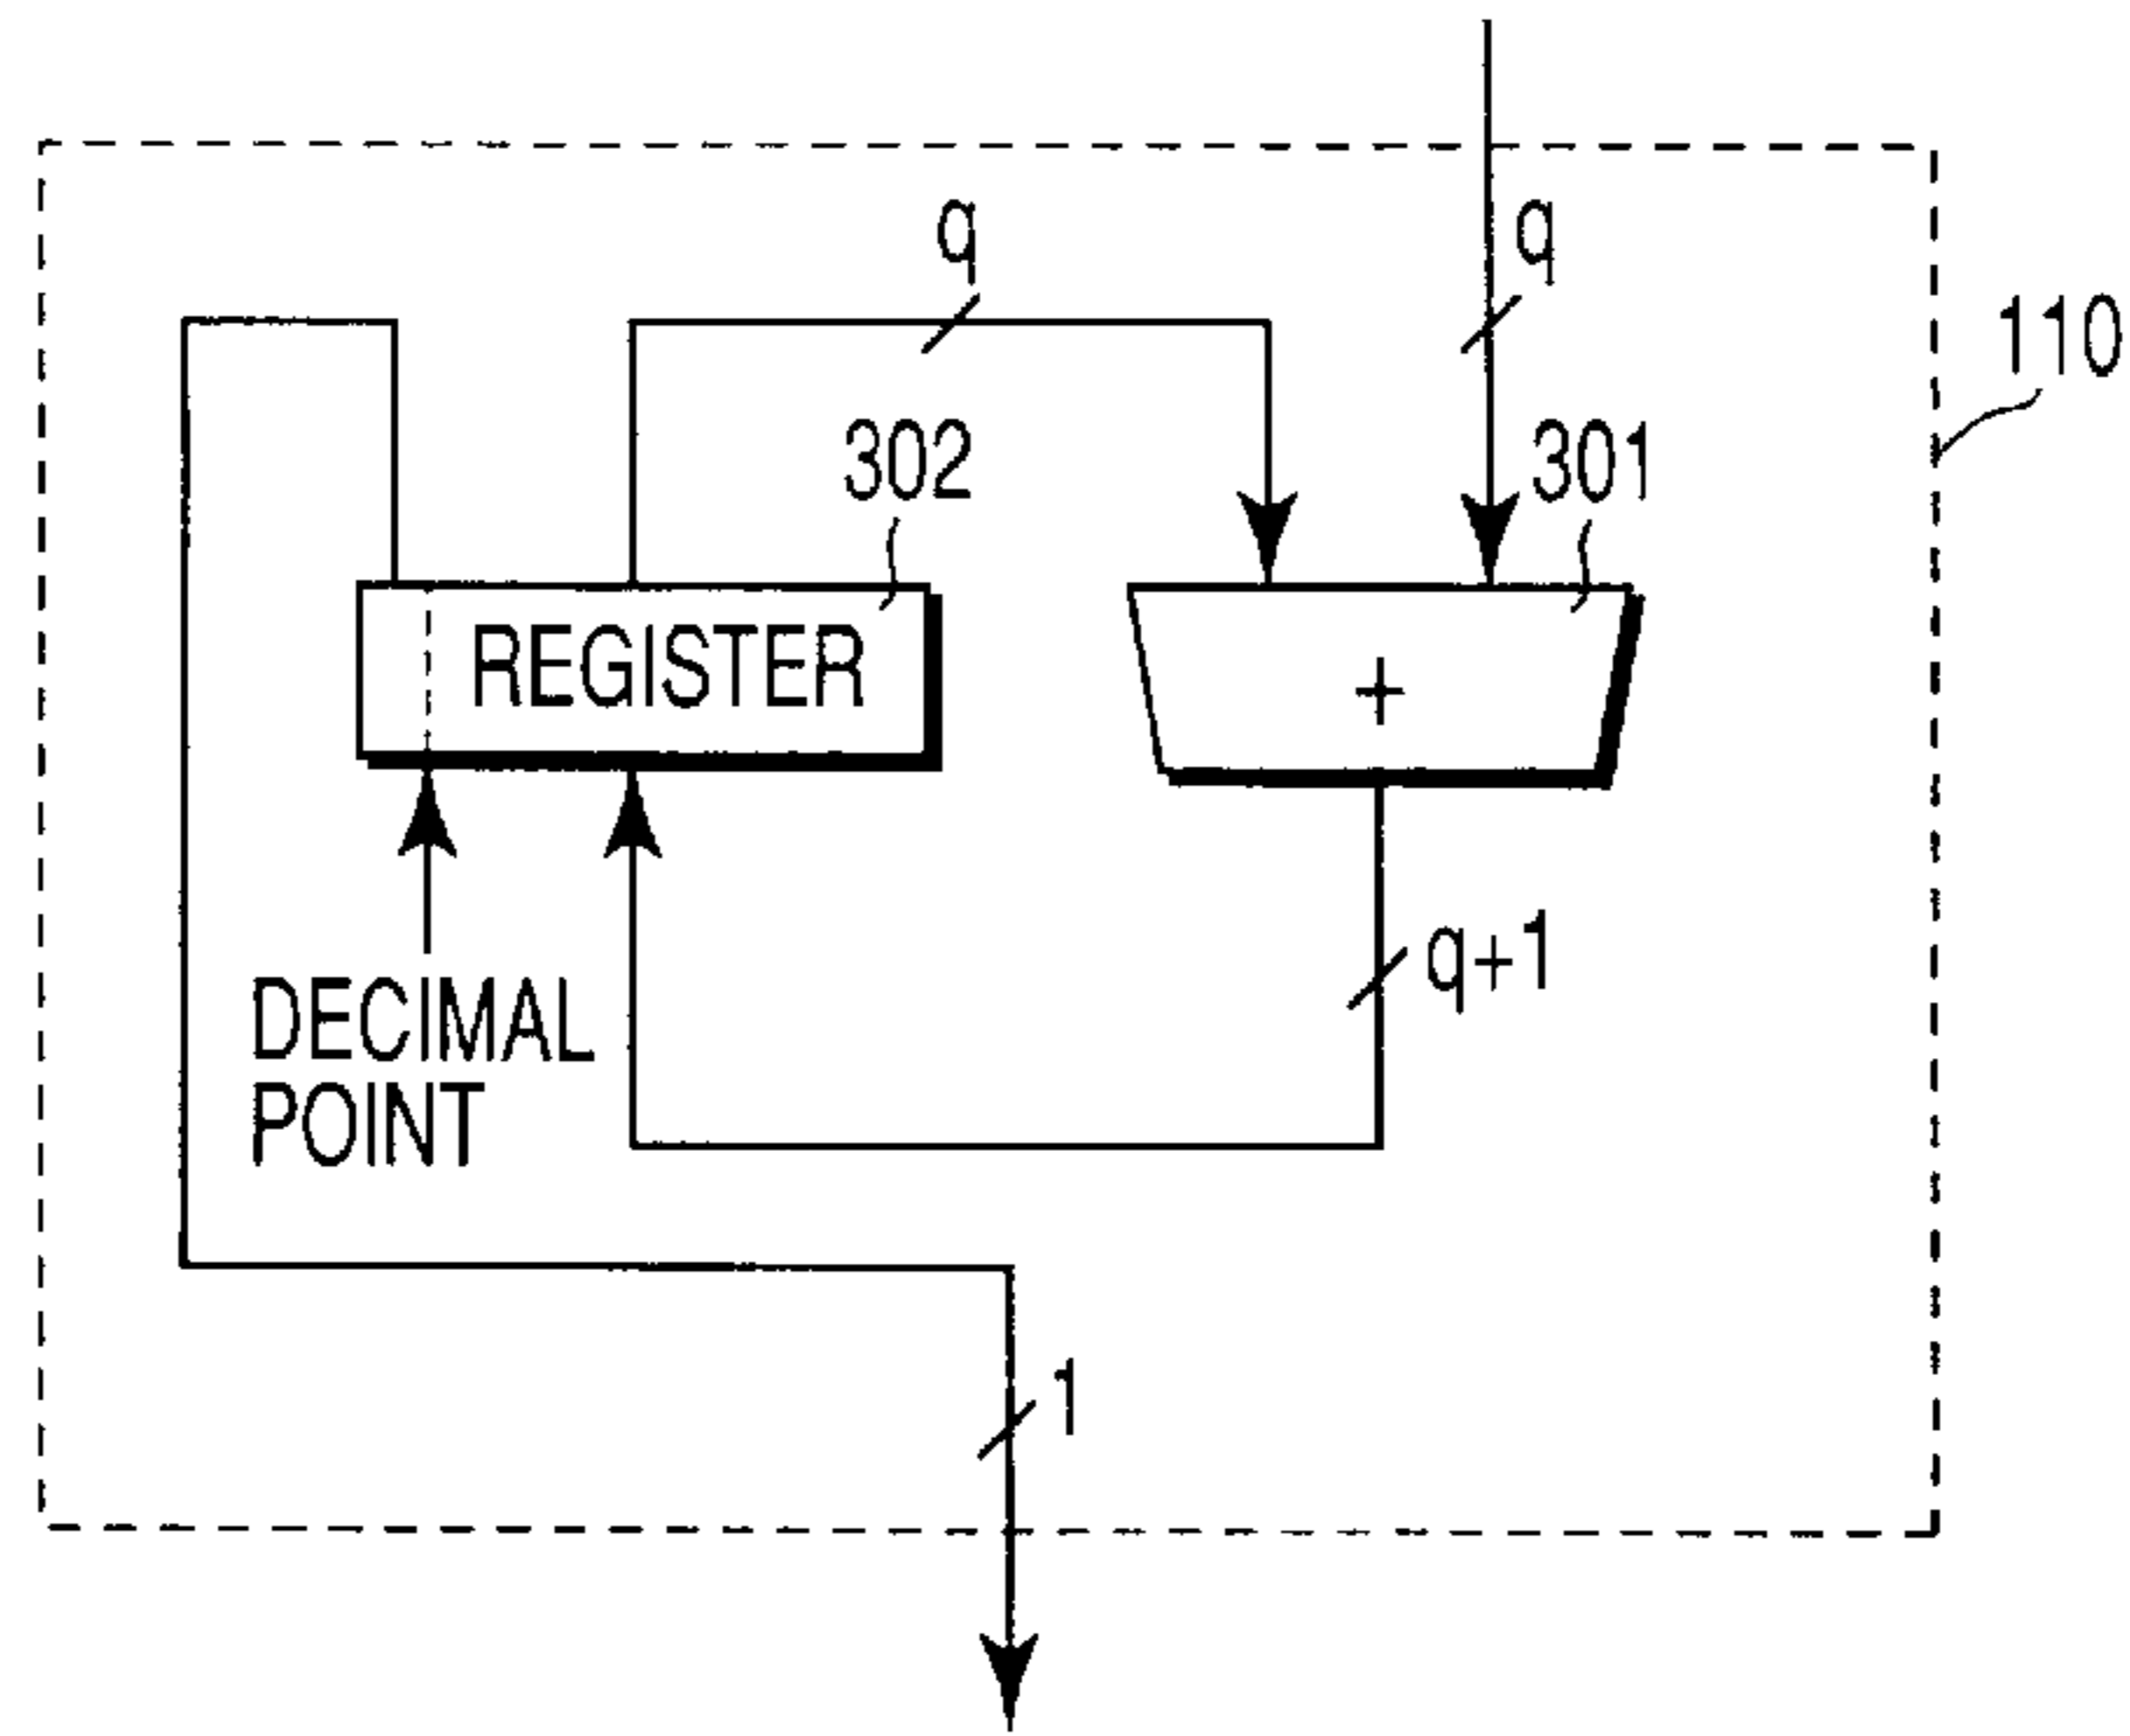 q
q
110
302
301
REGISTER
+
q+1
DECIMAL
POINT
1